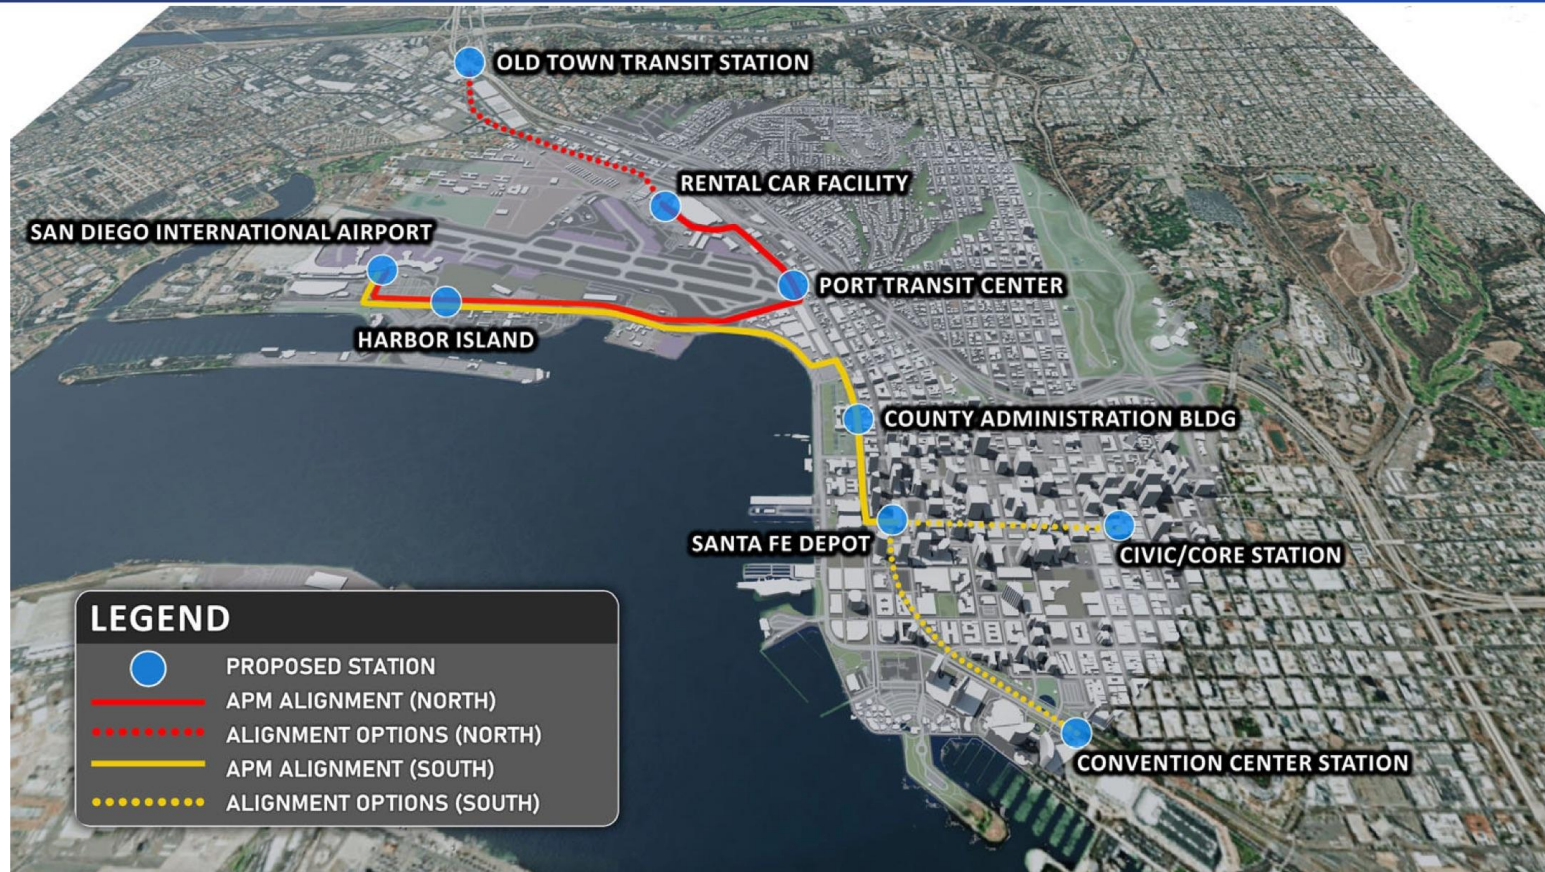 OLD TOWN TRANSIT STATION
RENTAL CAR FACILITY
SAN DIEGO INTERNATIONAL AIRPORT
PORT TRANSIT CENTER
HARBOR ISLAND
COUNTY ADMINISTRATION BLDG
SANTA FE DEPOT
CIVIC/CORE STATION
CONVENTION CENTER STATION
LEGEND
PROPOSED STATION
APM ALIGNMENT (NORTH)
ALIGNMENT OPTIONS (NORTH)
APM ALIGNMENT (SOUTH)
ALIGNMENT OPTIONS (SOUTH)